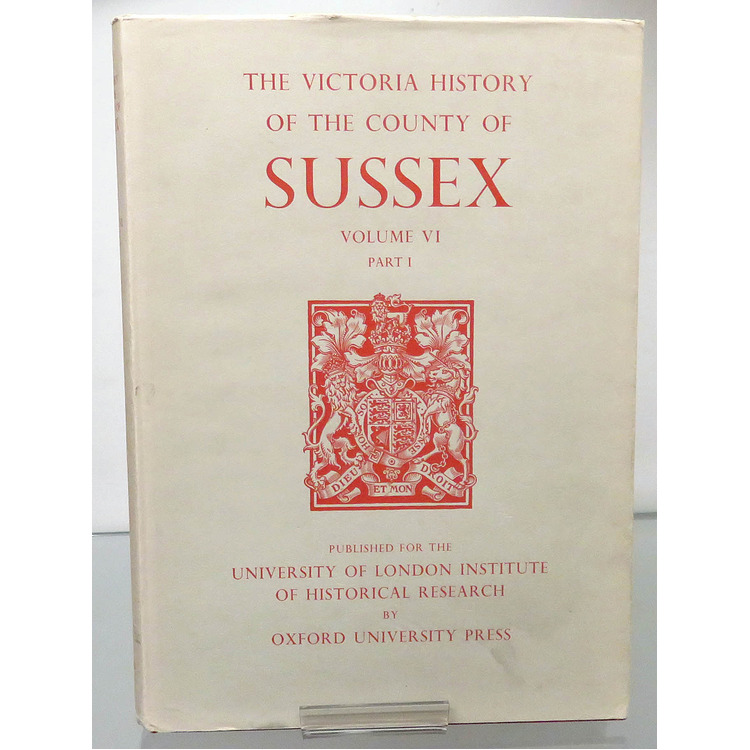 THE VICTORIA HISTORY
OF THE COUNTY OF
SUSSEX
VOLUME VI
PART I
DIEU ET MON DROIT
PUBLISHED FOR THE
UNIVERSITY OF LONDON INSTITUTE
OF HISTORICAL RESEARCH
BY
OXFORD UNIVERSITY PRESS